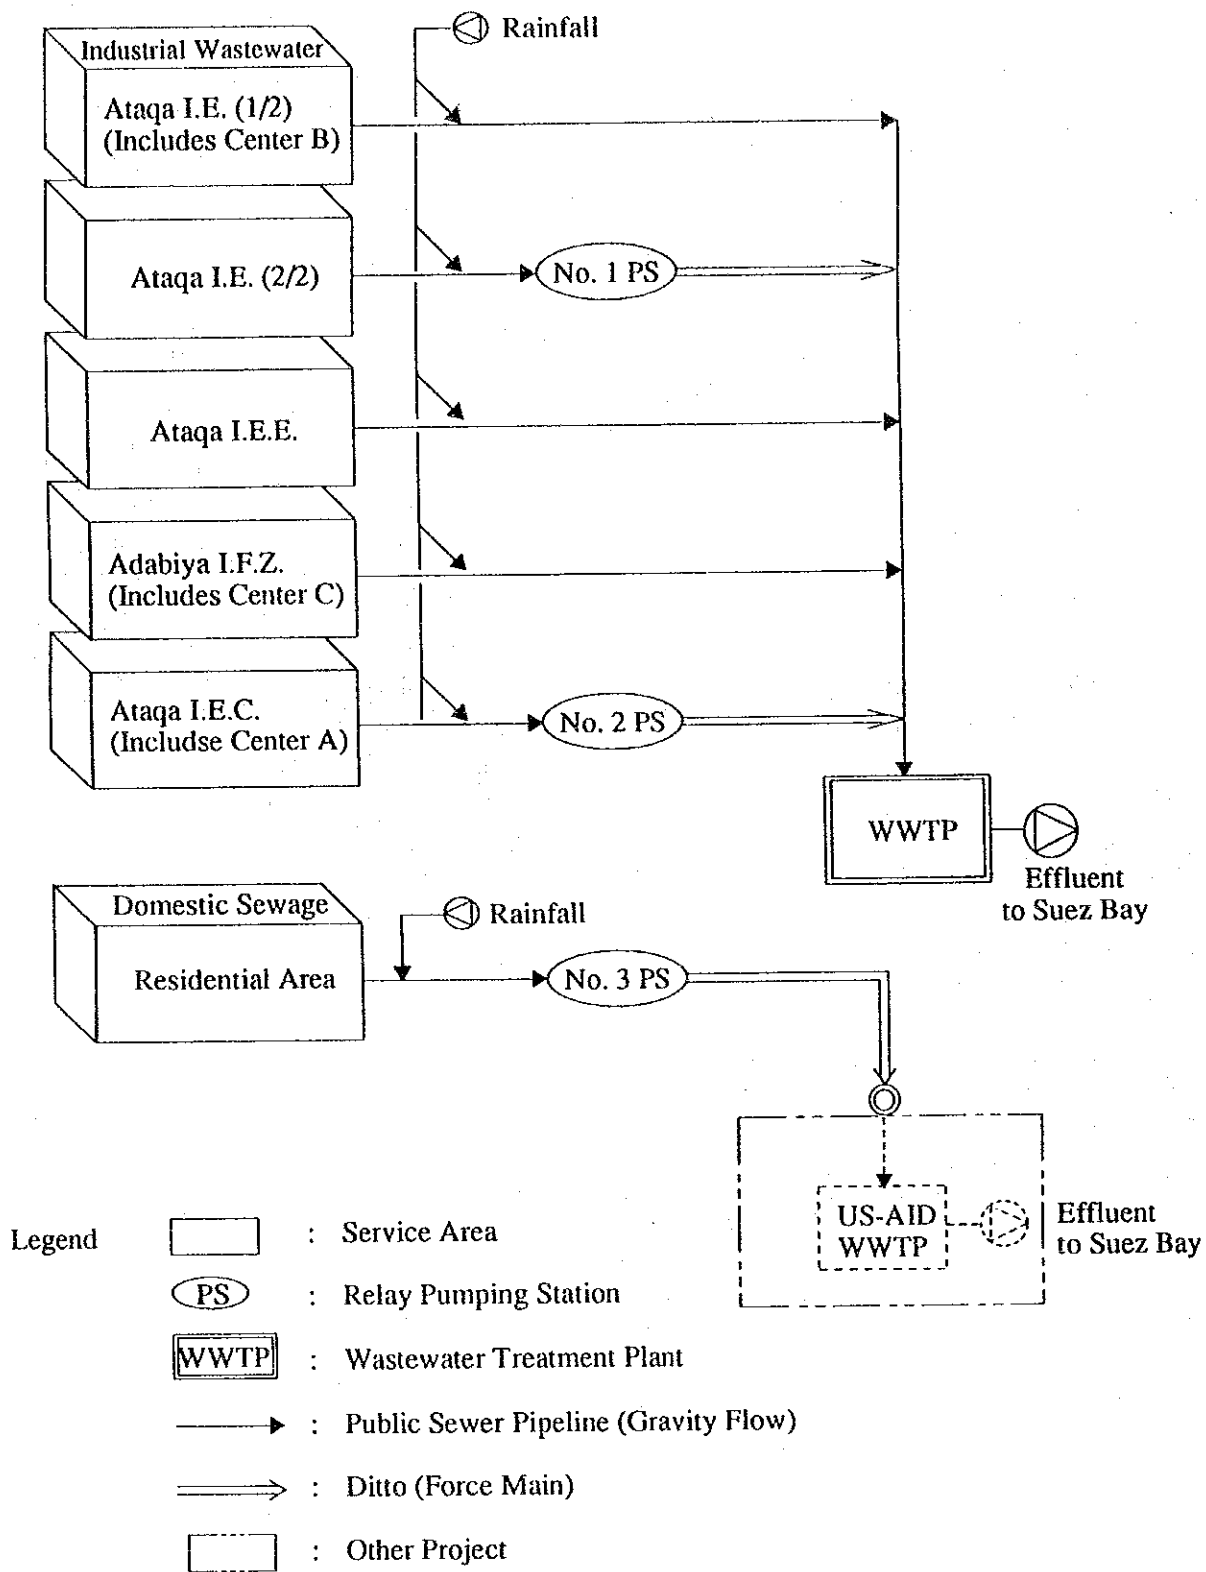 Rainfall
Industrial Wastewater
Ataqa I.E. (1/2)
(Includes Center B)
Ataqa I.E. (2/2)
No. 1 PS
Ataqa I.E.E.
Adabiya I.F.Z.
(Includes Center C)
Ataqa I.E.C.
(Includse Center A)
No. 2 PS
WWTP
Effluent
to Suez Bay
Domestic Sewage
Rainfall
Residential Area
No. 3 PS
US-AID
WWTP
Effluent
to Suez Bay
Legend
: Service Area
PS : Relay Pumping Station
WWTP : Wastewater Treatment Plant
: Public Sewer Pipeline (Gravity Flow)
: Ditto (Force Main)
: Other Project